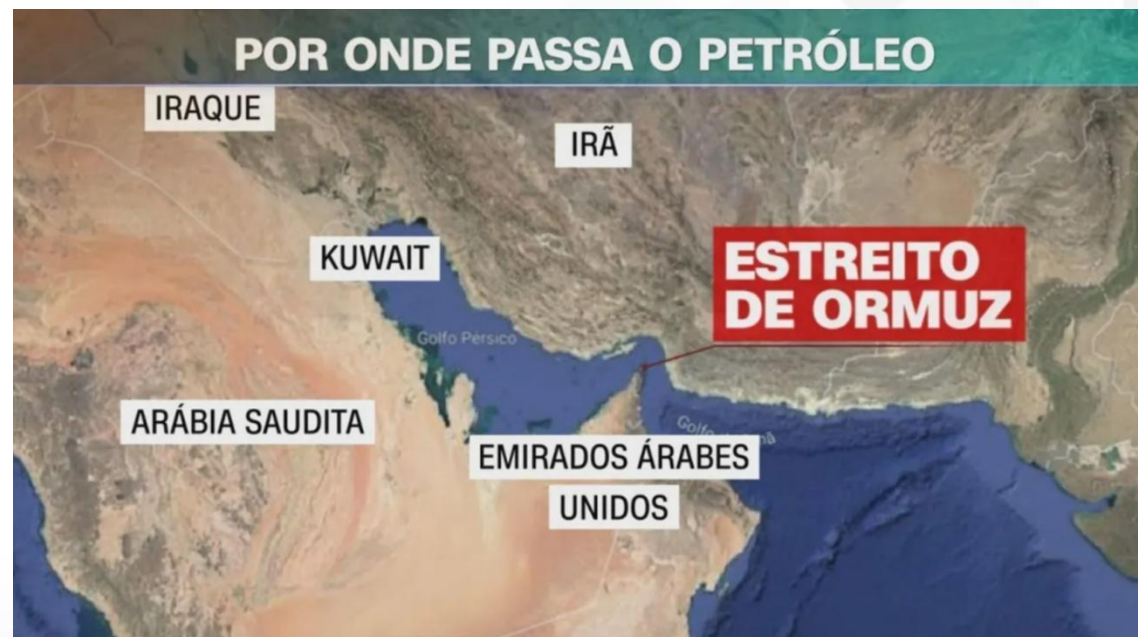 POR ONDE PASSA O PETRÓLEO
IRAQUE
IRÃ
KUWAIT
ESTREITO
DE ORMUZ
Golfo Pérsico
ARÁBIA SAUDITA
EMIRADOS ÁRABES
UNIDOS